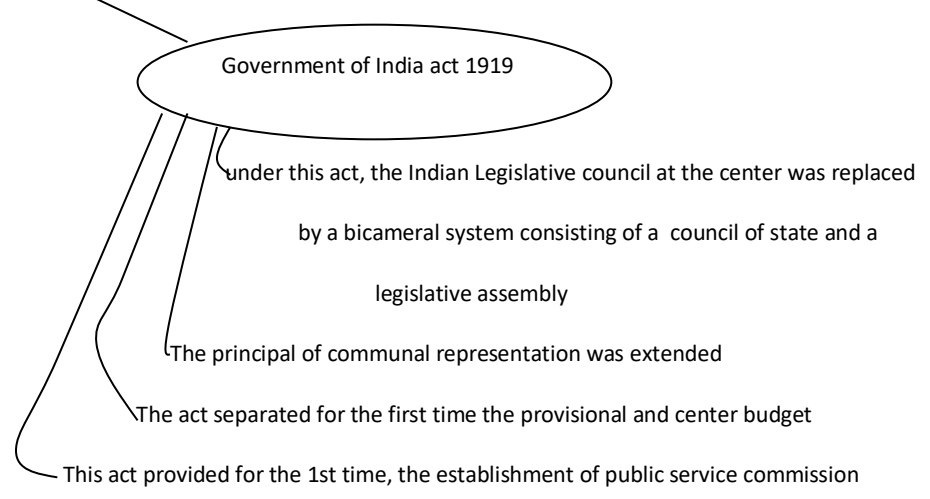 Government of India act 1919
under this act, the Indian Legislative council at the center was replaced
by a bicameral system consisting of a council of state and a
legislative assembly
The principal of communal representation was extended
The act separated for the first time the provisional and center budget
This act provided for the 1st time, the establishment of public service commission